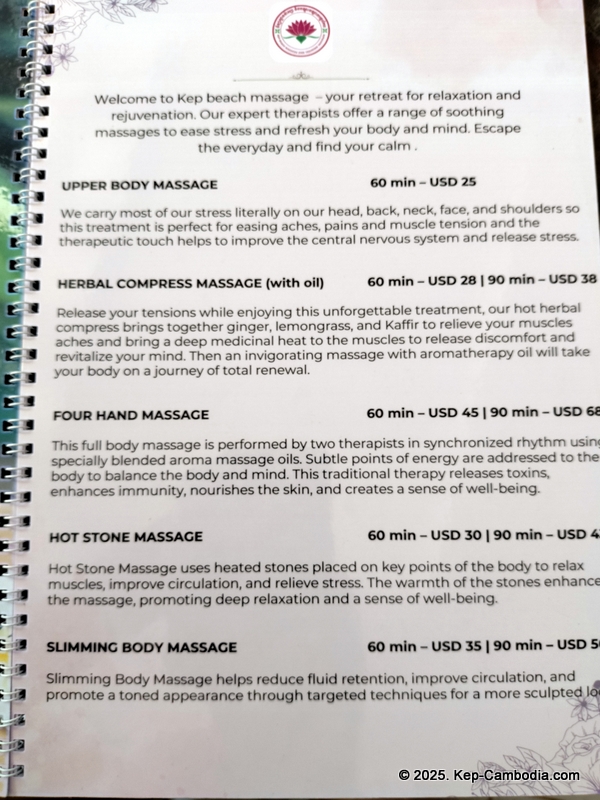 Welcome to Kep beach massage – your retreat for relaxation and
rejuvenation. Our expert therapists offer a range of soothing
massages to ease stress and refresh your body and mind. Escape
the everyday and find your calm .
UPPER BODY MASSAGE 60 min – USD 25
We carry most of our stress literally on our head, back, neck, face, and shoulders so
this treatment is perfect for easing aches, pains and muscle tension and the
therapeutic touch helps to improve the central nervous system and release stress.
HERBAL COMPRESS MASSAGE (with oil) 60 min – USD 28 | 90 min – USD 38
Release your tensions while enjoying this unforgettable treatment, our hot herbal
compress brings together ginger, lemongrass, and Kaffir to relieve your muscles
aches and bring a deep medicinal heat to the muscles to release discomfort and
revitalize your mind. Then an invigorating massage with aromatherapy oil will take
your body on a journey of total renewal.
FOUR HAND MASSAGE 60 min – USD 45 | 90 min – USD 68
This full body massage is performed by two therapists in synchronized rhythm using
specially blended aroma massage oils. Subtle points of energy are addressed to the
body to balance the body and mind. This traditional therapy releases toxins,
enhances immunity, nourishes the skin, and creates a sense of well-being.
HOT STONE MASSAGE 60 min – USD 30 | 90 min – USD 4
Hot Stone Massage uses heated stones placed on key points of the body to relax
muscles, improve circulation, and relieve stress. The warmth of the stones enhance
the massage, promoting deep relaxation and a sense of well-being.
SLIMMING BODY MASSAGE 60 min – USD 35 | 90 min – USD 5
Slimming Body Massage helps reduce fluid retention, improve circulation, and
promote a toned appearance through targeted techniques for a more sculpted lo
© 2025. Kep-Cambodia.com